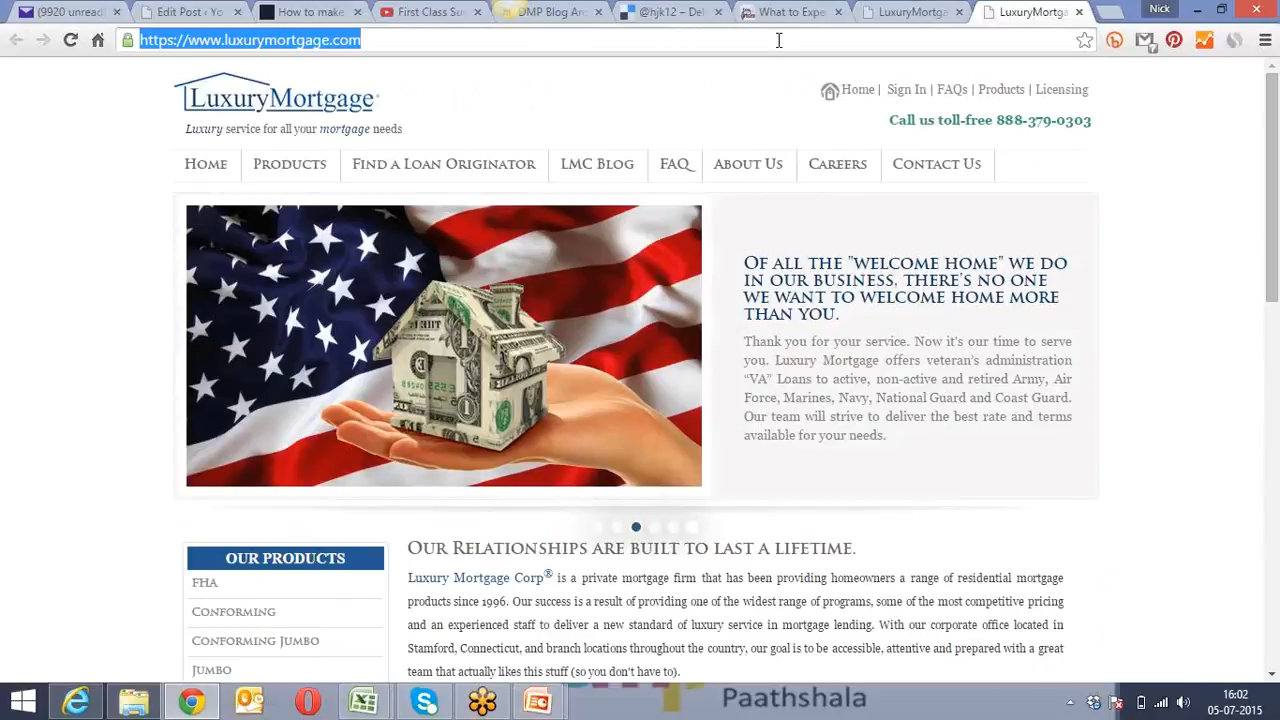 (9920 unread
Edit Post ‹ Yo
How to make
First Class Su
DMP Blog Arc
@hjk12 – Deli
What to Expe
LuxuryMortga
LuxuryMortga
Nick
https://www.luxurymortgage.com
LuxuryMortgage
Luxury service for all your mortgage needs
Home | Sign In | FAQs | Products | Licensing
Call us toll-free 888-379-0303
Home
Products
Find a Loan Originator
LMC Blog
FAQ
About Us
Careers
Contact Us
Of all the "welcome home" we do
in our business, there's no one
we want to welcome home more
than you.
Thank you for your service. Now it's our time to serve
you. Luxury Mortgage offers veteran's administration
“VA” Loans to active, non-active and retired Army, Air
Force, Marines, Navy, National Guard and Coast Guard.
Our team will strive to deliver the best rate and terms
available for your needs.
OUR PRODUCTS
FHA
Conforming
Conforming Jumbo
Jumbo
Our Relationships are built to last a lifetime.
Luxury Mortgage Corp® is a private mortgage firm that has been providing homeowners a range of residential mortgage
products since 1996. Our success is a result of providing one of the widest range of programs, some of the most competitive pricing
and an experienced staff to deliver a new standard of luxury service in mortgage lending. With our corporate office located in
Stamford, Connecticut, and branch locations throughout the country, our goal is to be accessible, attentive and prepared with a great
team that actually likes this stuff (so you don't have to).
Paathshala
16:02
05-07-2015